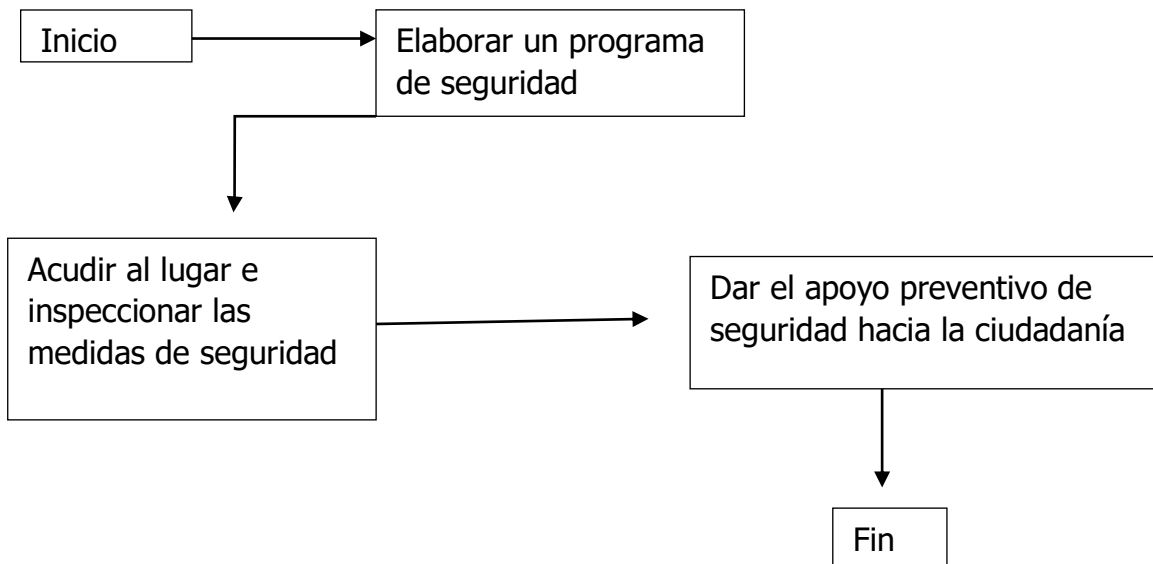 Inicio
Elaborar un programa
de seguridad
Acudir al lugar e
inspeccionar las
medidas de seguridad
Dar el apoyo preventivo de
seguridad hacia la ciudadanía
Fin